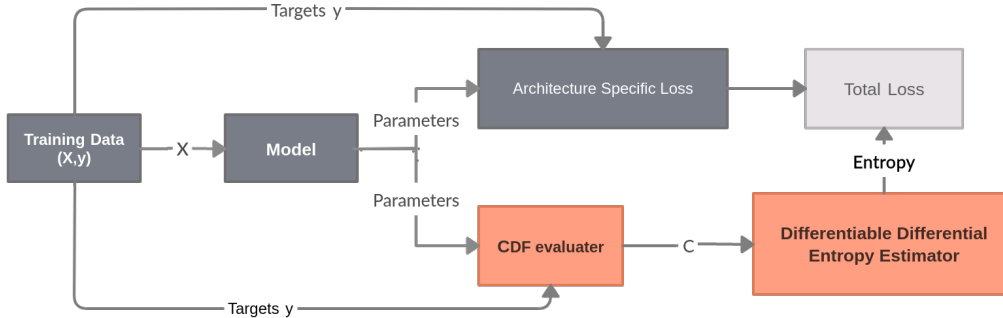 Targets y
Architecture Specific Loss
Total Loss
Parameters
Training Data
(X,y)
X
Model
Entropy
Parameters
CDF evaluater
C
Differentiable Differential
Entropy Estimator
Targets y